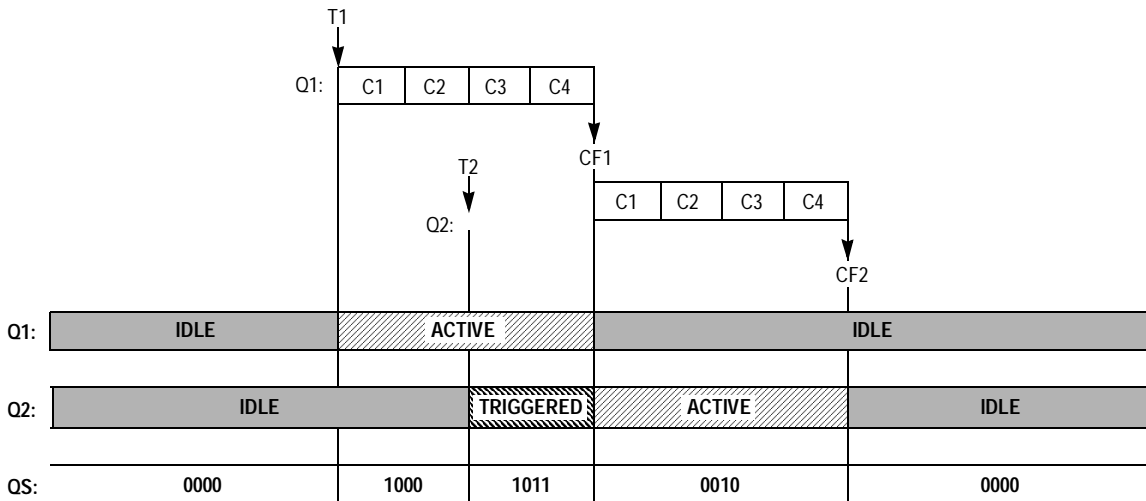 T1
Q1: C1 C2 C3 C4
CF1
T2
Q2:
C1 C2 C3 C4
CF2
Q1: IDLE ACTIVE IDLE
Q2: IDLE TRIGGERED ACTIVE IDLE
QS: 0000 1000 1011 0010 0000